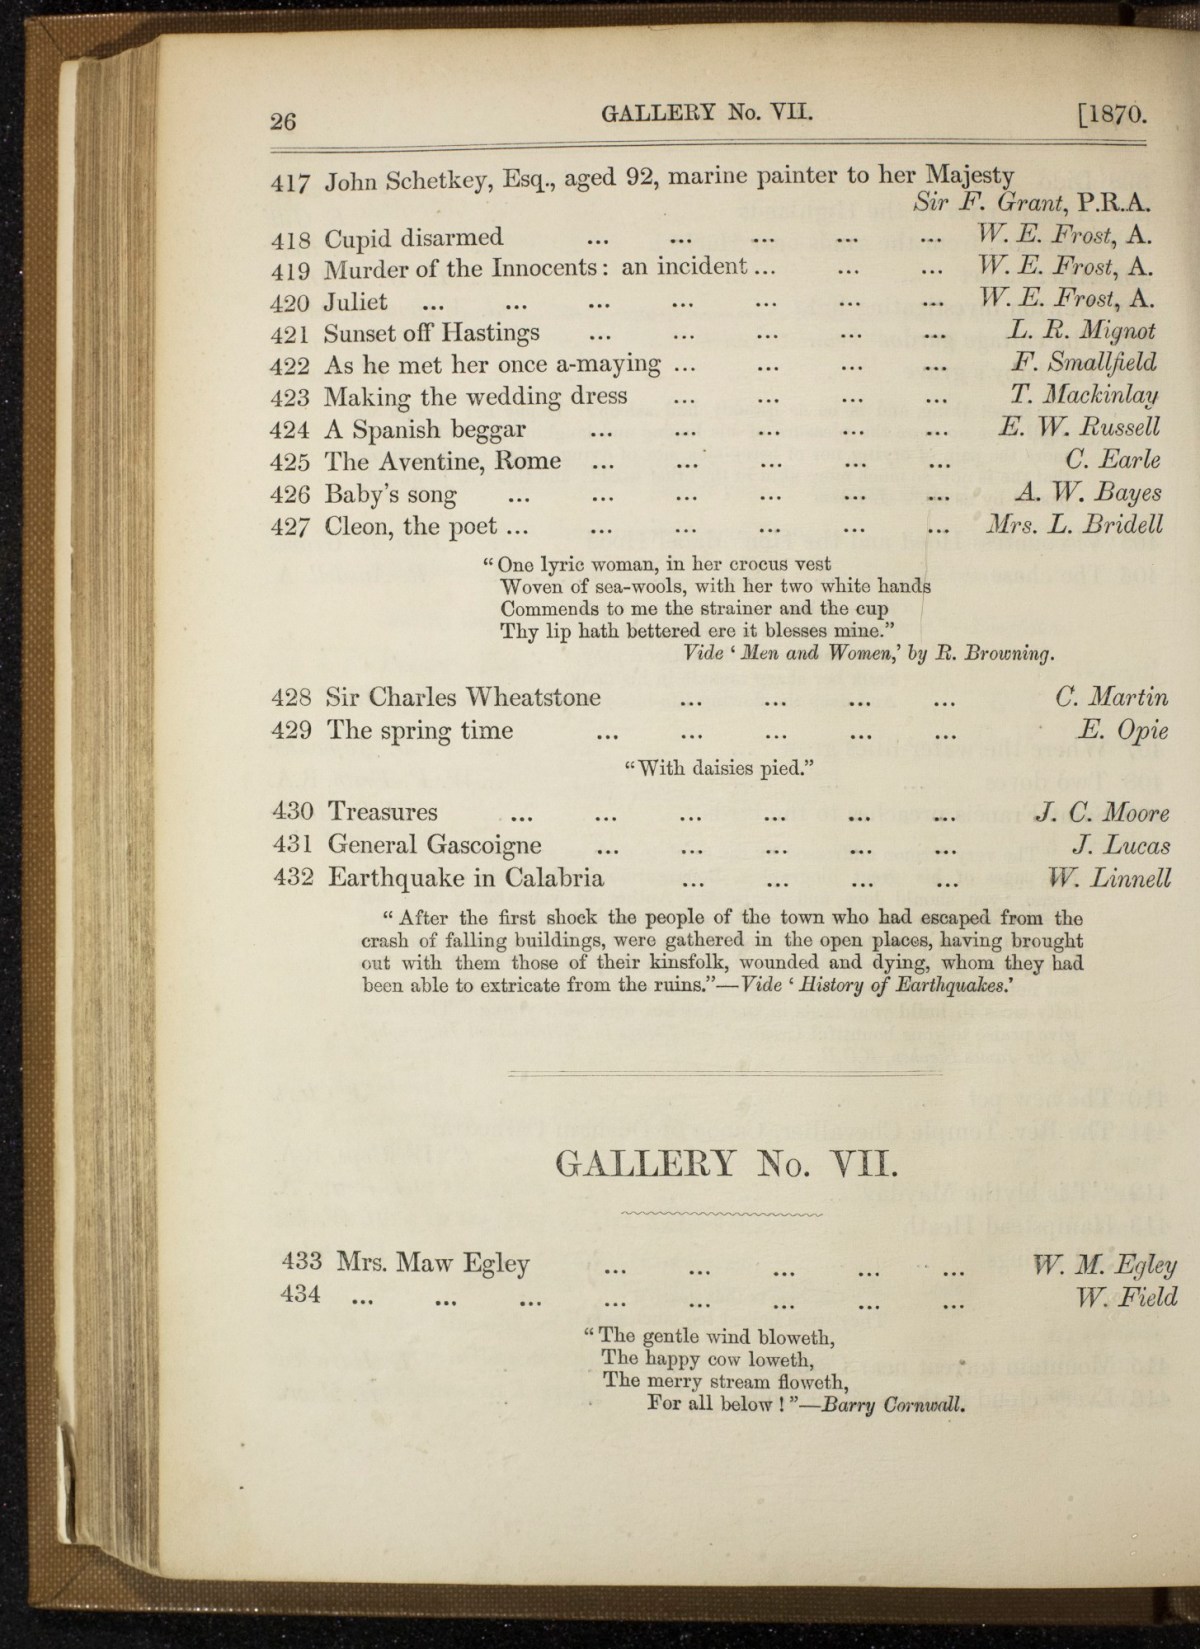 26 GALLERY No. VII. [1870.
417 John Schetkey, Esq., aged 92, marine painter to her Majesty
Sir F. Grant, P.R.A.
418 Cupid disarmed ... ... ... ... ... W. E. Frost, A.
419 Murder of the Innocents: an incident ... ... ... W. E. Frost, A.
420 Juliet ... ... ... ... ... ... ... W. E. Frost, A.
421 Sunset off Hastings ... ... ... ... ... L. R. Mignot
422 As he met her once a-maying ... ... ... ... F. Smallfield
423 Making the wedding dress ... ... ... ... T. Mackinlay
424 A Spanish beggar ... ... ... ... ... E. W. Russell
425 The Aventine, Rome ... ... ... ... ... C. Earle
426 Baby's song ... ... ... ... ... ... A. W. Bayes
427 Cleon, the poet ... ... ... ... ... ... Mrs. L. Bridell
“One lyric woman, in her crocus vest
Woven of sea-wools, with her two white hands
Commends to me the strainer and the cup
Thy lip hath bettered ere it blesses mine.”
Vide ‘Men and Women,’ by R. Browning.
428 Sir Charles Wheatstone ... ... ... ... C. Martin
429 The spring time ... ... ... ... ... E. Opie
“With daisies pied.”
430 Treasures ... ... ... ... ... ... J. C. Moore
431 General Gascoigne ... ... ... ... ... J. Lucas
432 Earthquake in Calabria ... ... ... ... W. Linnell
“After the first shock the people of the town who had escaped from the
crash of falling buildings, were gathered in the open places, having brought
out with them those of their kinsfolk, wounded and dying, whom they had
been able to extricate from the ruins.”—Vide ‘History of Earthquakes.’
GALLERY No. VII.
433 Mrs. Maw Egley ... ... ... ... ... W. M. Egley
434 ... ... ... ... ... ... ... ... W. Field
“The gentle wind bloweth,
The happy cow loweth,
The merry stream floweth,
For all below!”—Barry Cornwall.